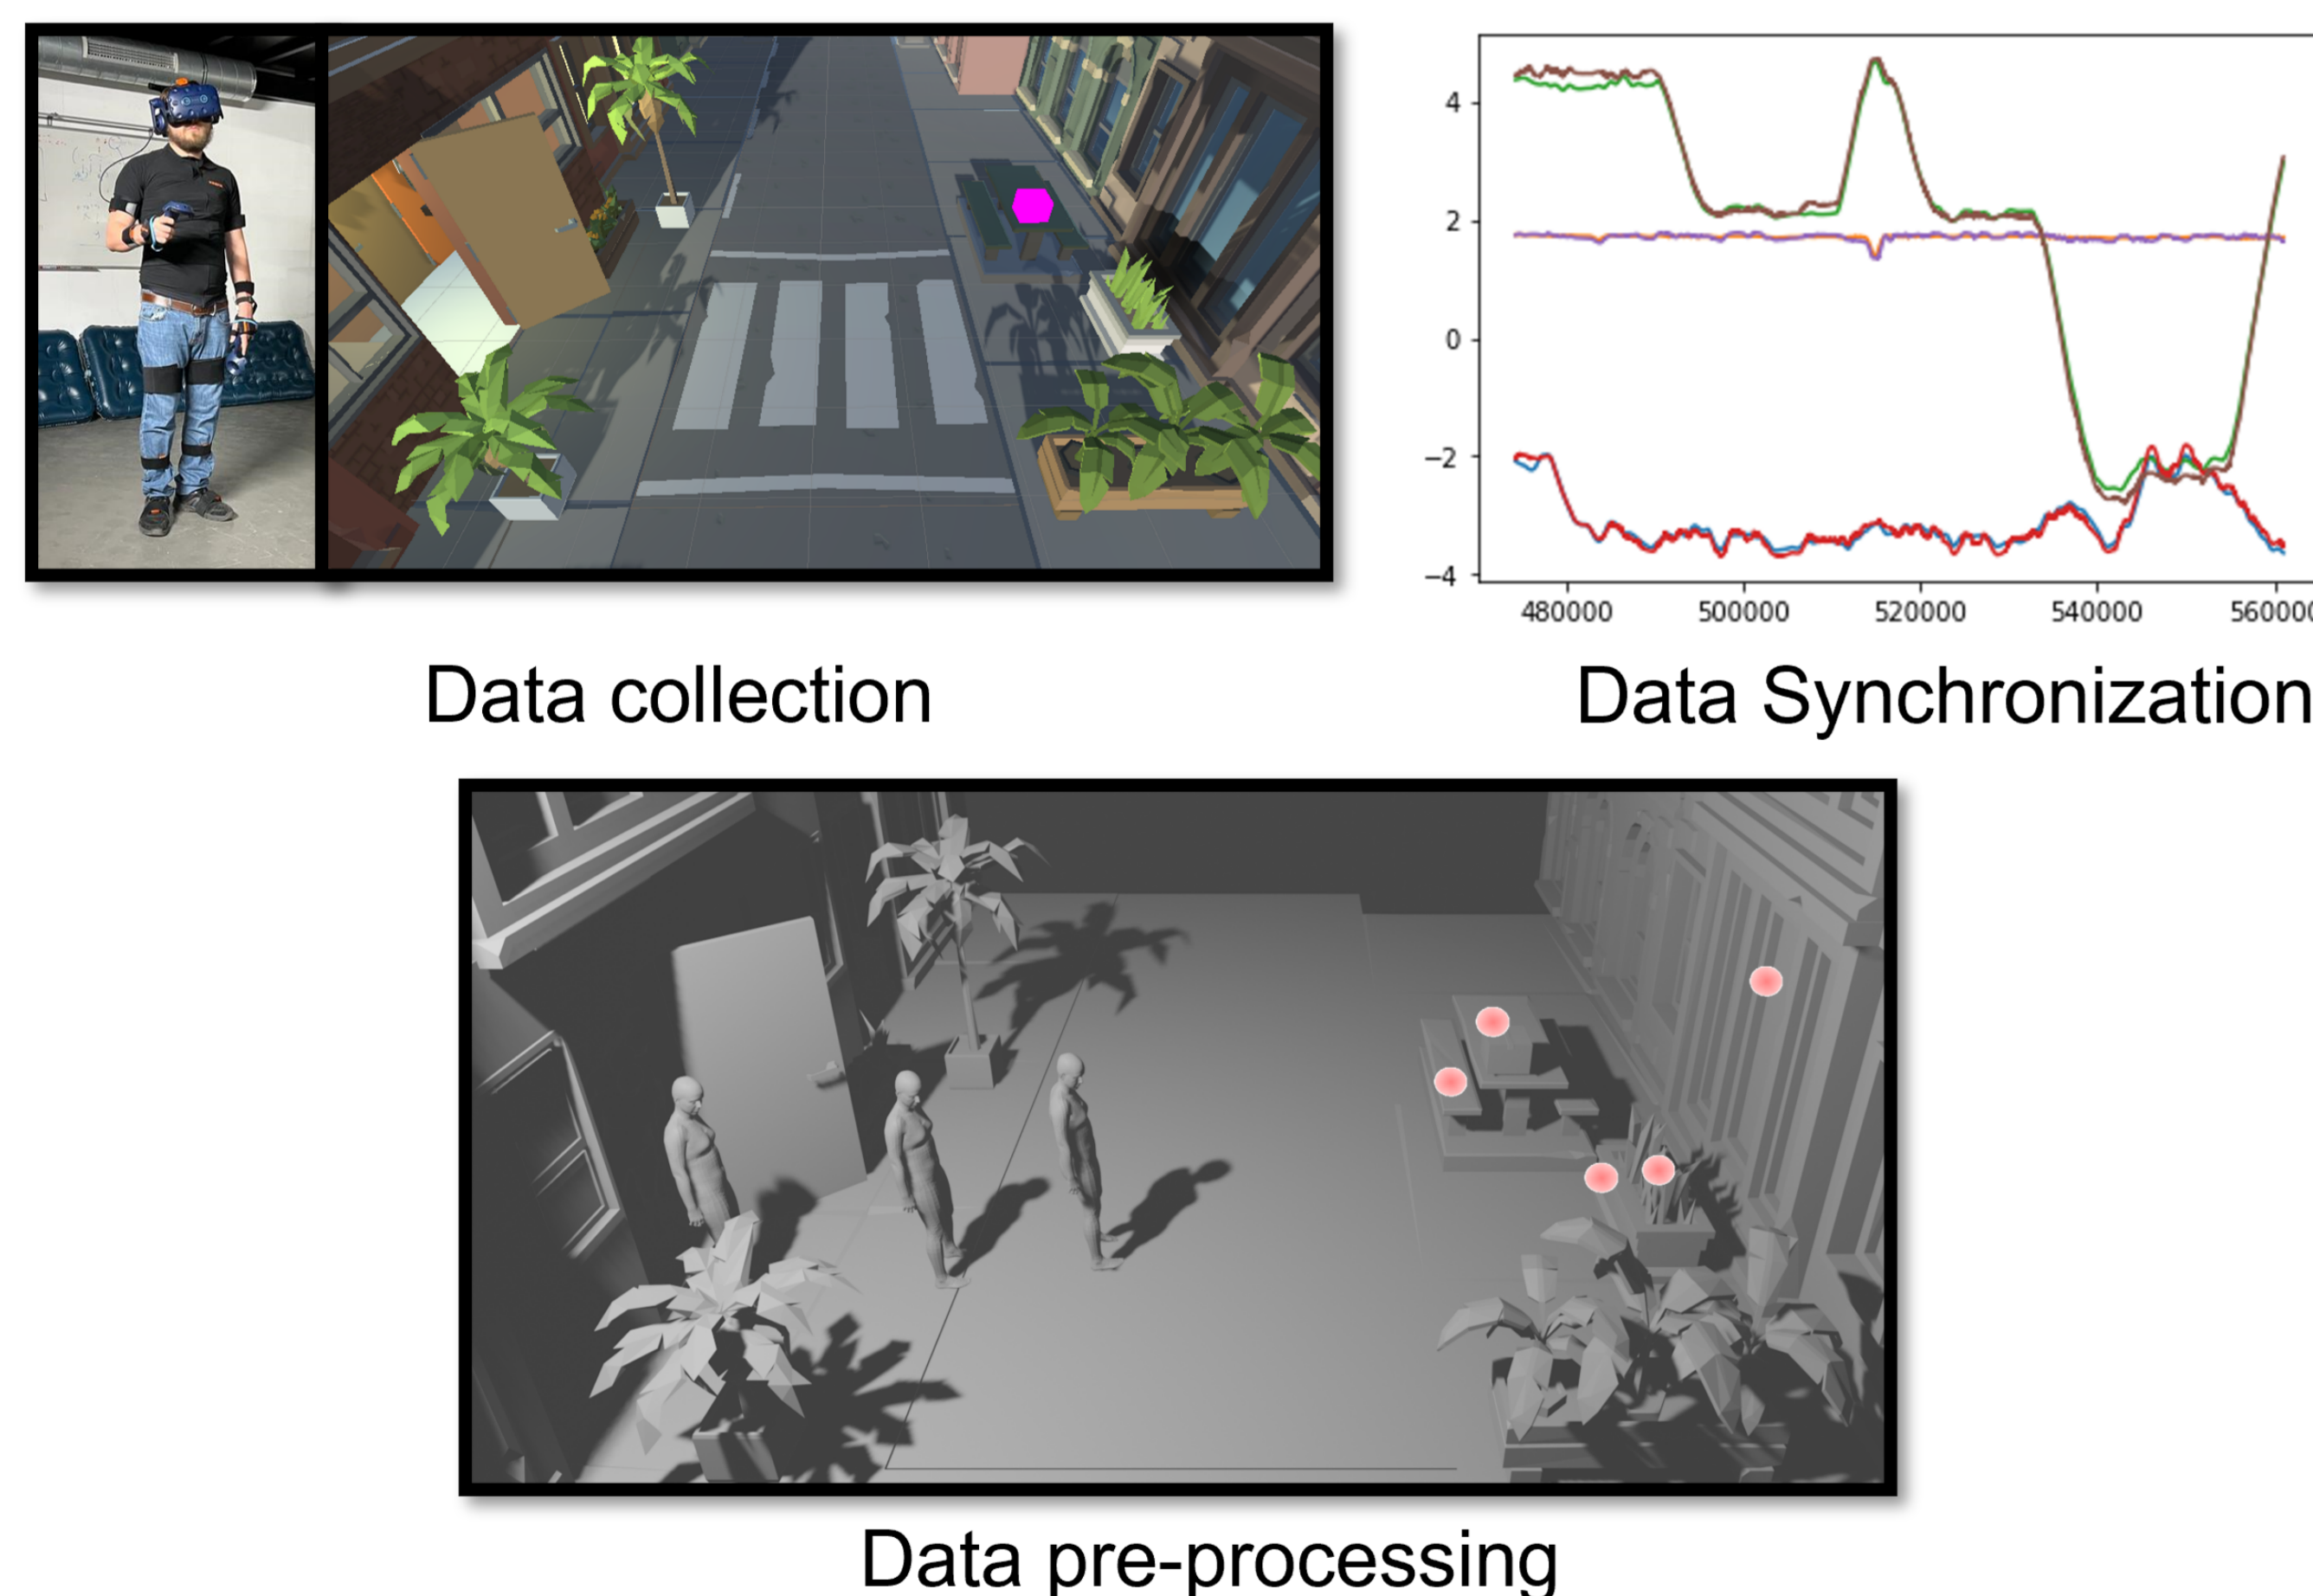 4
2
0
−2
−4
480000 500000 520000 540000
Data collection
Data Synchronization
Data pre-processing